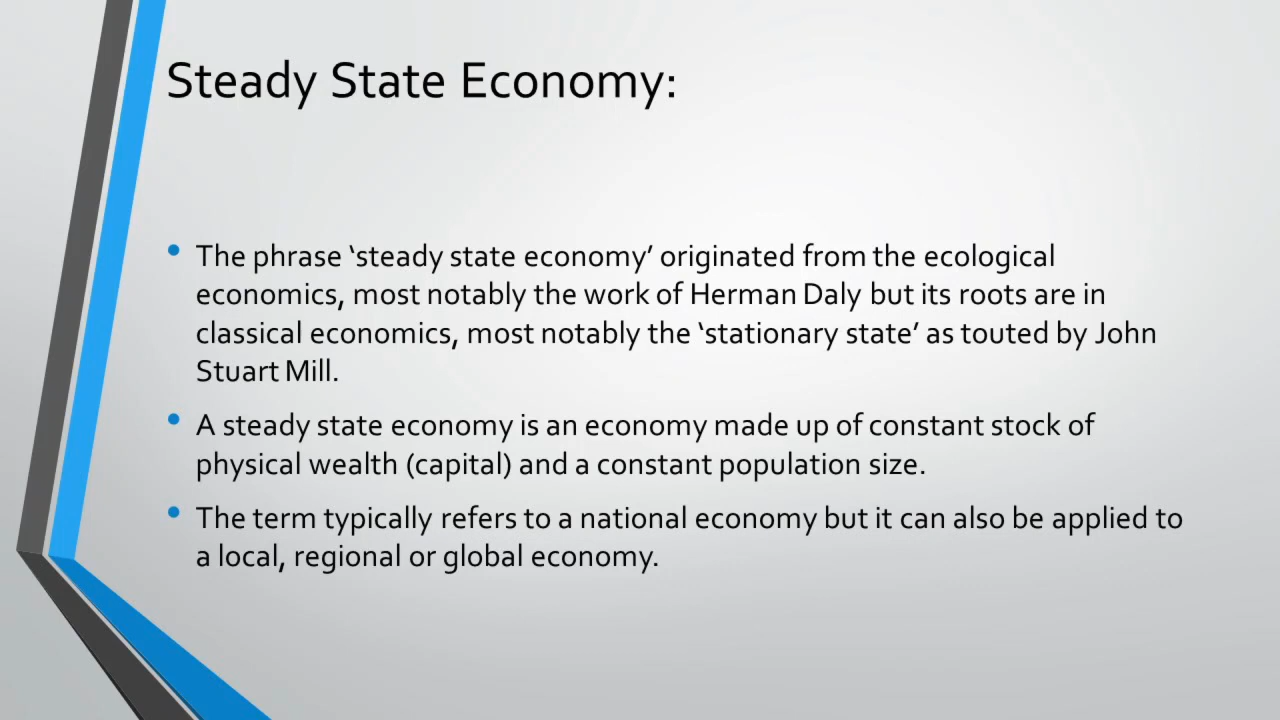 Steady State Economy:
• The phrase ‘steady state economy’ originated from the ecological
economics, most notably the work of Herman Daly but its roots are in
classical economics, most notably the ‘stationary state’ as touted by John
Stuart Mill.
• A steady state economy is an economy made up of constant stock of
physical wealth (capital) and a constant population size.
• The term typically refers to a national economy but it can also be applied to
a local, regional or global economy.